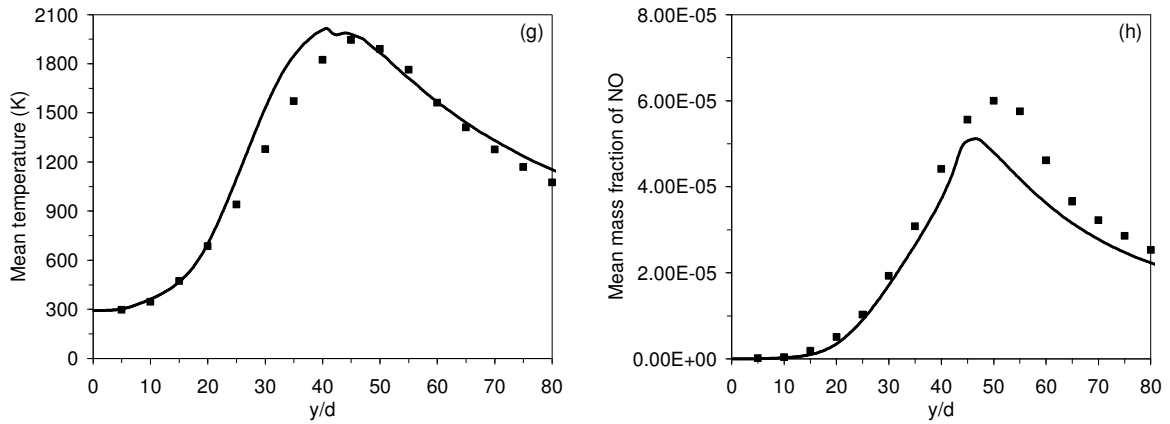 (g)
Mean temperature (K)
2100
1800
1500
1200
900
600
300
0
0 10 20 30 40 50 60 70 80
y/d
(h)
Mean mass fraction of NO
8.00E-05
6.00E-05
4.00E-05
2.00E-05
0.00E+00
0 10 20 30 40 50 60 70 80
y/d